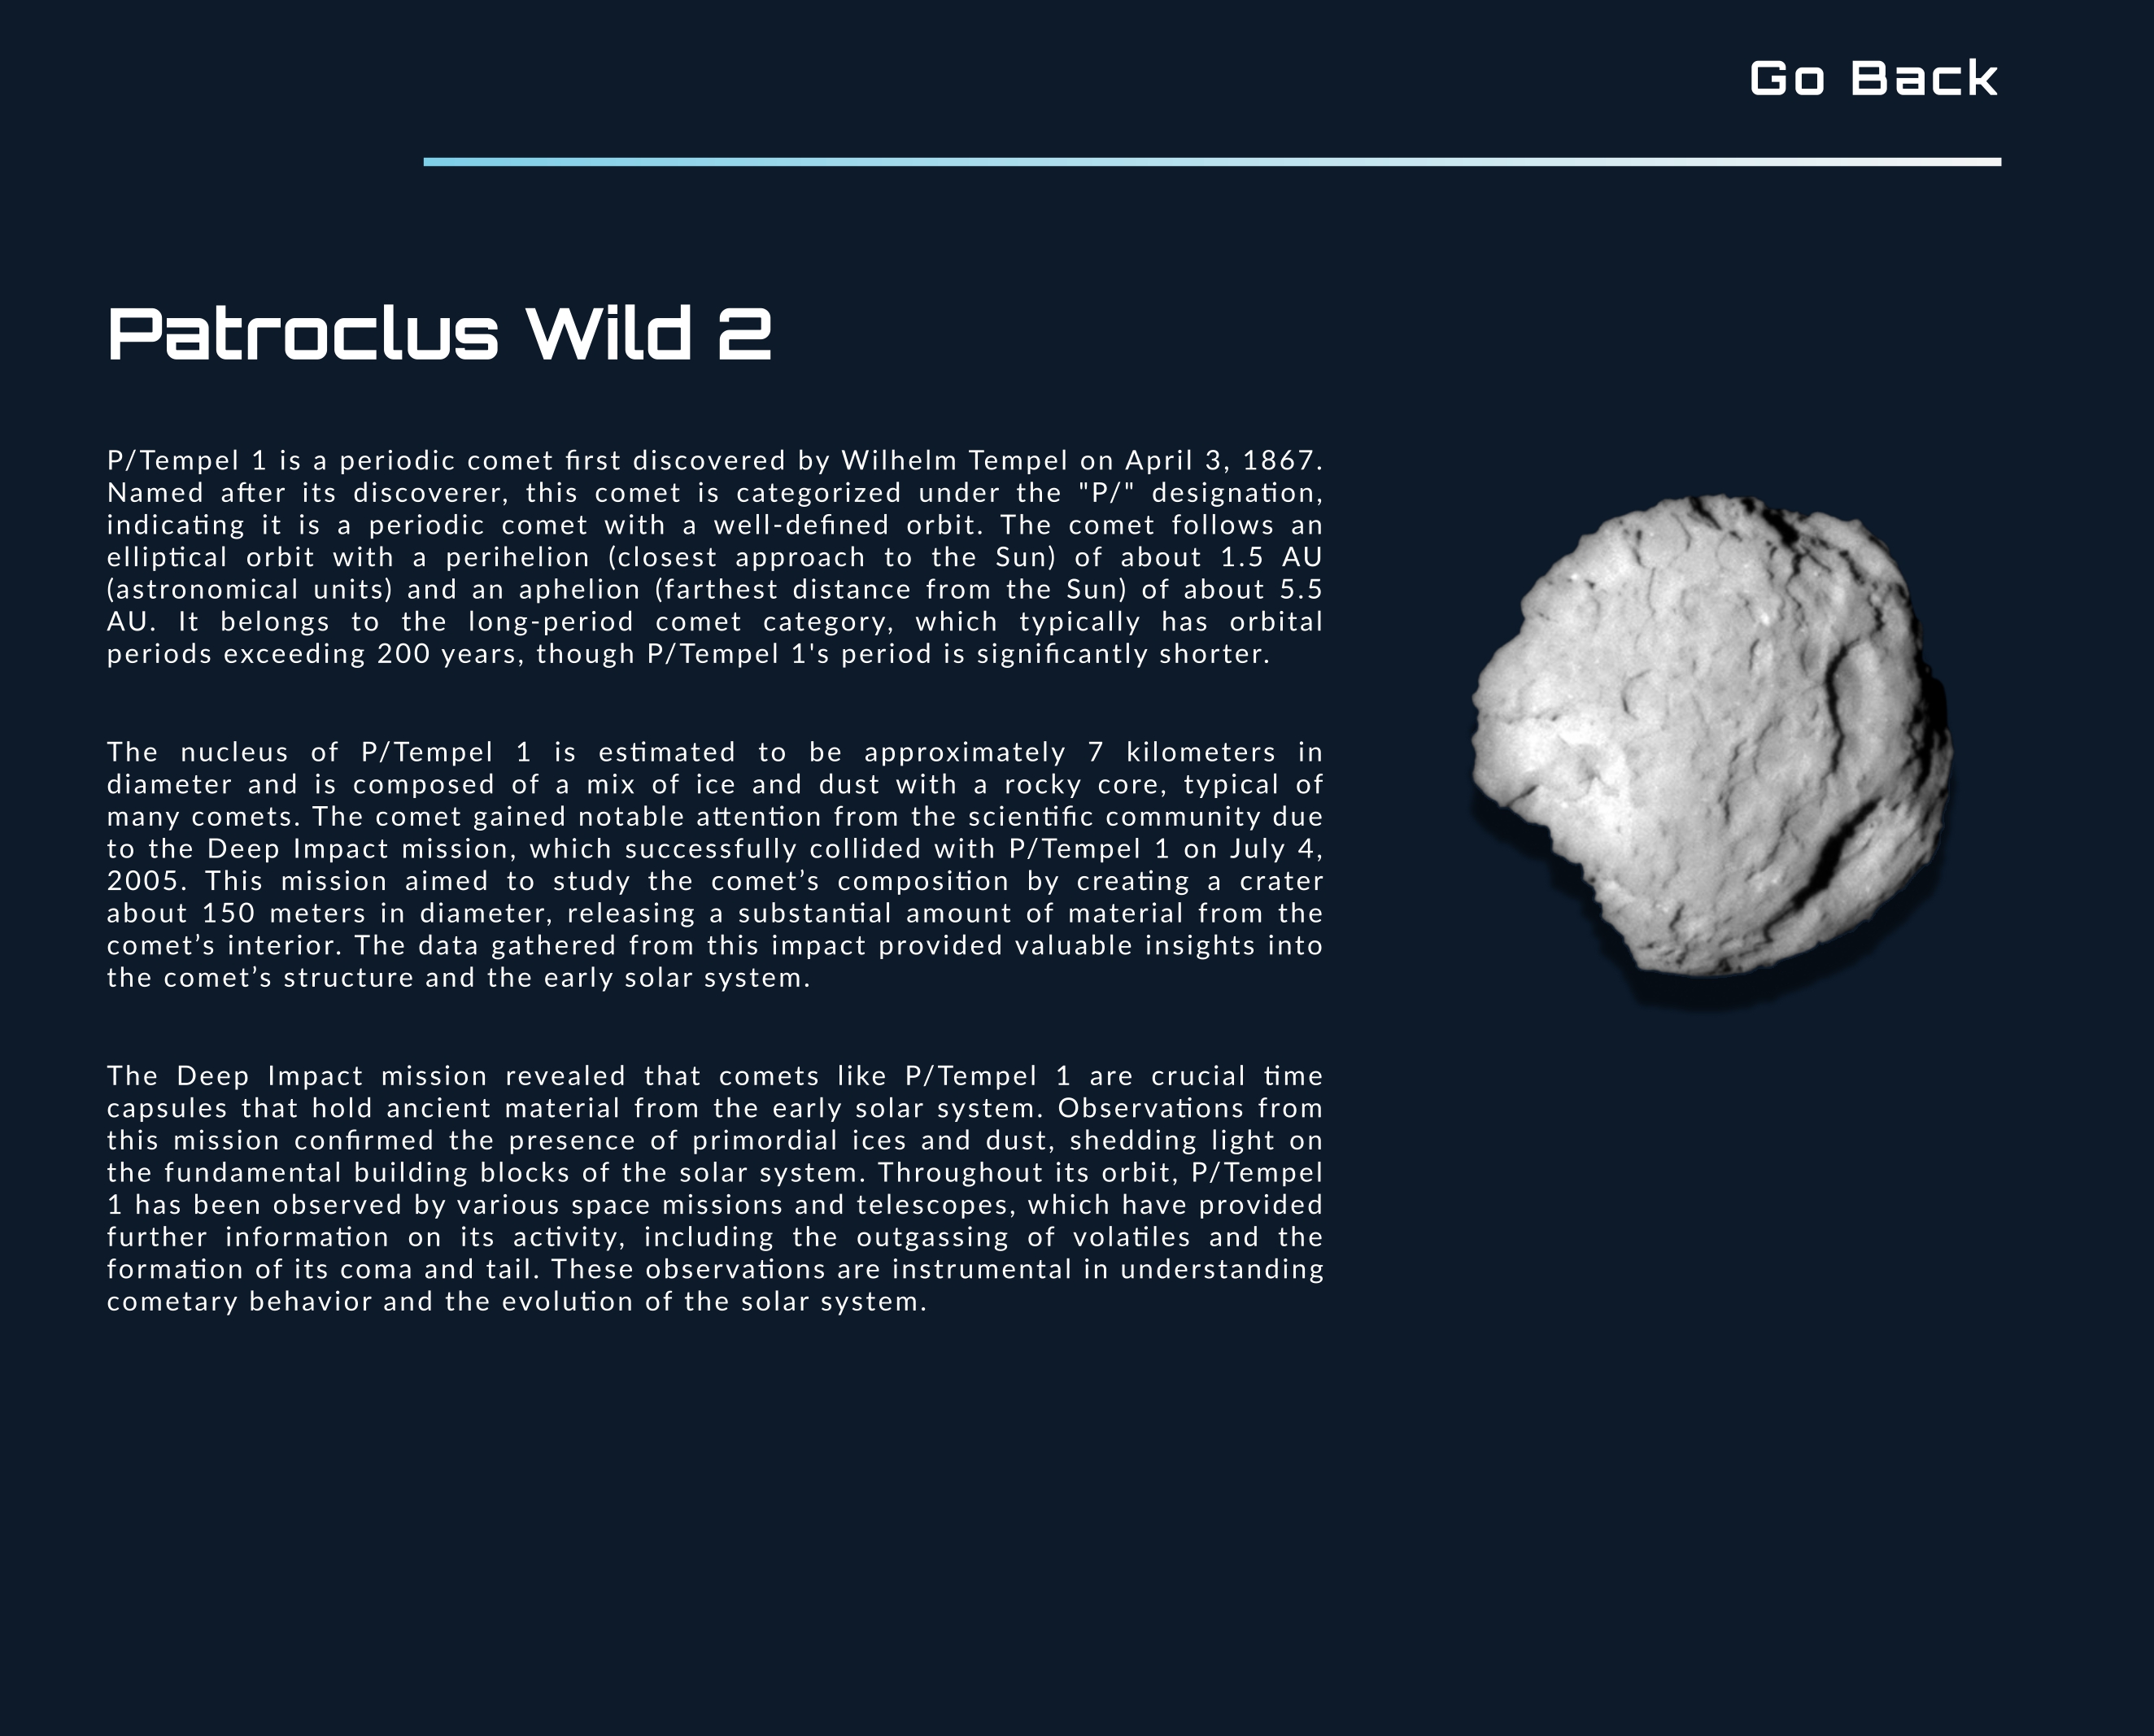 Go Back
Patroclus Wild 2
P/Tempel 1 is a periodic comet first discovered by Wilhelm Tempel on April 3, 1867.
Named after its discoverer, this comet is categorized under the "P/" designation,
indicating it is a periodic comet with a well-defined orbit. The comet follows an
elliptical orbit with a perihelion (closest approach to the Sun) of about 1.5 AU
(astronomical units) and an aphelion (farthest distance from the Sun) of about 5.5
AU. It belongs to the long-period comet category, which typically has orbital
periods exceeding 200 years, though P/Tempel 1's period is significantly shorter.
The nucleus of P/Tempel 1 is estimated to be approximately 7 kilometers in
diameter and is composed of a mix of ice and dust with a rocky core, typical of
many comets. The comet gained notable attention from the scientific community due
to the Deep Impact mission, which successfully collided with P/Tempel 1 on July 4,
2005. This mission aimed to study the comet’s composition by creating a crater
about 150 meters in diameter, releasing a substantial amount of material from the
comet’s interior. The data gathered from this impact provided valuable insights into
the comet’s structure and the early solar system.
The Deep Impact mission revealed that comets like P/Tempel 1 are crucial time
capsules that hold ancient material from the early solar system. Observations from
this mission confirmed the presence of primordial ices and dust, shedding light on
the fundamental building blocks of the solar system. Throughout its orbit, P/Tempel
1 has been observed by various space missions and telescopes, which have provided
further information on its activity, including the outgassing of volatiles and the
formation of its coma and tail. These observations are instrumental in understanding
cometary behavior and the evolution of the solar system.